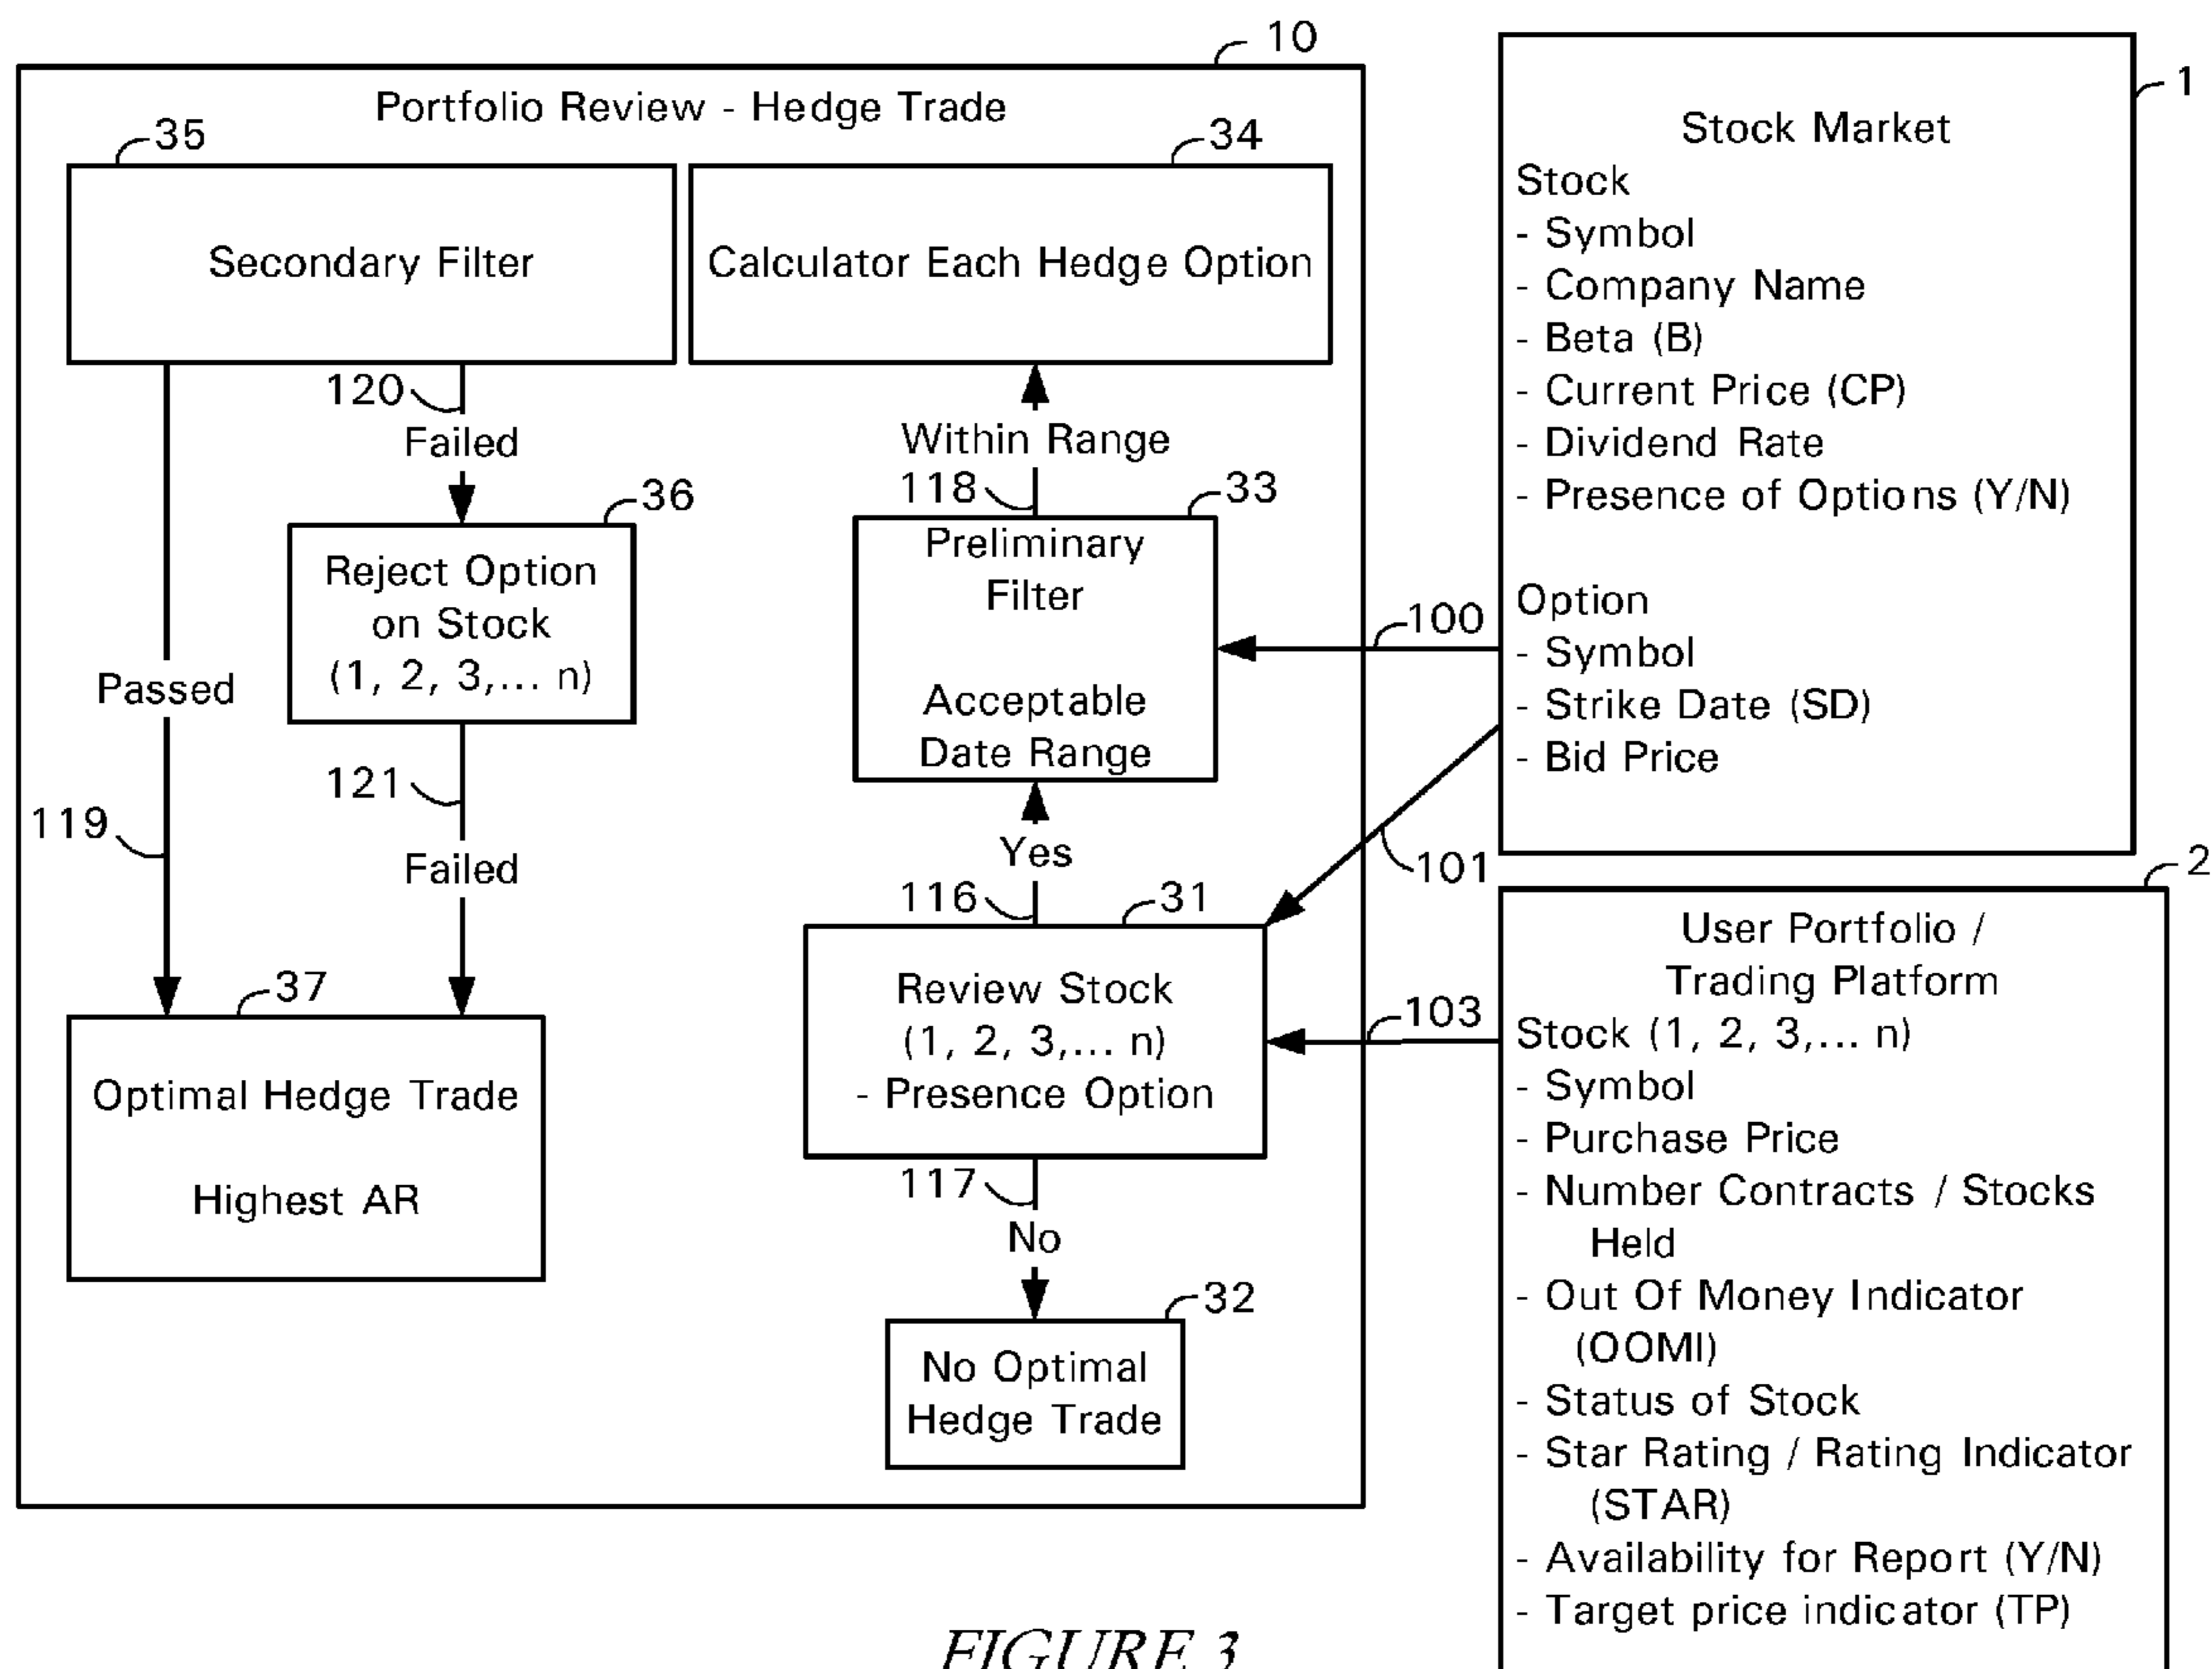 10
Portfolio Review - Hedge Trade
35
Secondary Filter
34
Calculator Each Hedge Option
120
Failed
Within Range
118
33
36
Reject Option
on Stock
(1, 2, 3,... n)
Preliminary
Filter
Acceptable
Date Range
Passed
119
121
Failed
Yes
116
31
Review Stock
(1, 2, 3,... n)
- Presence Option
37
Optimal Hedge Trade
Highest AR
117
No
32
No Optimal
Hedge Trade
1
Stock Market
Stock
- Symbol
- Company Name
- Beta (B)
- Current Price (CP)
- Dividend Rate
- Presence of Options (Y/N)
Option
- Symbol
- Strike Date (SD)
- Bid Price
100
101
103
2
User Portfolio /
Trading Platform
Stock (1, 2, 3,... n)
- Symbol
- Purchase Price
- Number Contracts / Stocks
Held
- Out Of Money Indicator
(OOMI)
- Status of Stock
- Star Rating / Rating Indicator
(STAR)
- Availability for Report (Y/N)
- Target price indicator (TP)
FIGURE 3